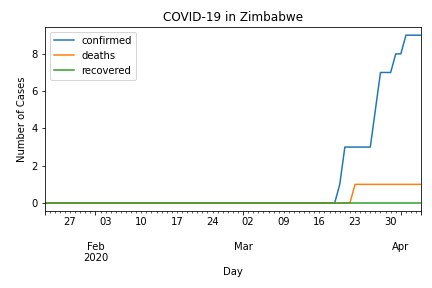 COVID-19 in Zimbabwe
confirmed
deaths
recovered
Number of Cases
8
6
4
2
0
27 03 10 17 24 02 09 16 23 30
Feb Mar Apr
2020
Day